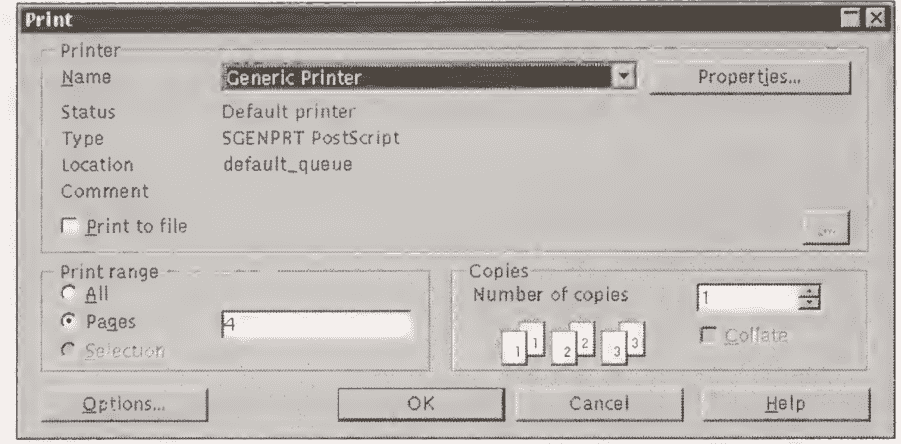 Print
Printer
Name Generic Printer Properties...
Status Default printer
Type SGENPRT PostScript
Location default_queue
Comment
Print to file ...
Print range
All
Pages 4
Selection
Copies
Number of copies 1
1 1 2 2 3 3 Collate
Options... OK Cancel Help